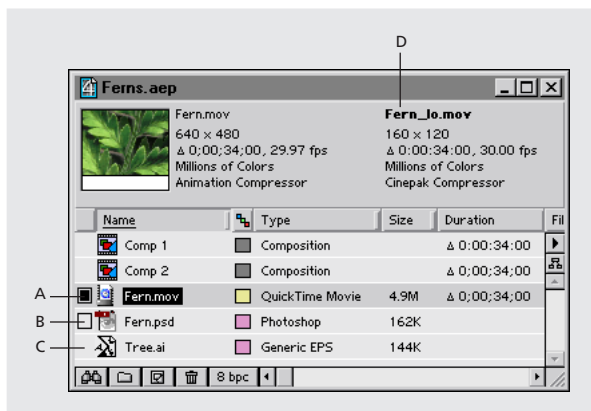 D
Ferns.aep
Fern.mov
640 × 480
Δ 0;00;34;00, 29.97 fps
Millions of Colors
Animation Compressor
Fern_lo.mov
160 × 120
Δ 0:00:34:00, 30.00 fps
Millions of Colors
Cinepak Compressor
Name Type Size Duration Fil
Comp 1 Composition Δ 0:00:34:00
Comp 2 Composition Δ 0;00;34;00
A Fern.mov QuickTime Movie 4.9M Δ 0;00;34;00
B Fern.psd Photoshop 162K
C Tree.ai Generic EPS 144K
8 bpc